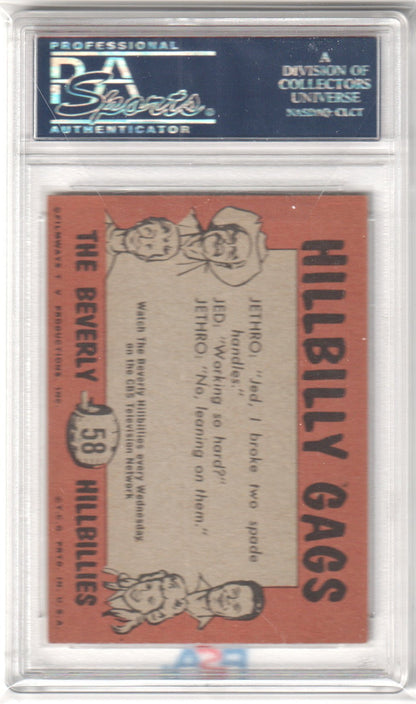 PROFESSIONAL
PSA
Sports
AUTHENTICATOR
A
DIVISION OF
COLLECTORS
UNIVERSE
NASDAQ: CLCT
HILLBILLY GAGS
JETHRO: "Jed, I broke two spade
handles."
JED: "Working so hard?"
JETHRO: "No, leaning on them."
Watch The Beverly Hillbillies every Wednesday
on the CBS Television Network
THE BEVERLY 58 HILLBILLIES
©FILMWAYS T V PRODUCTIONS, INC. ©T.C.G. PRTD. IN U.S.A.
PSA